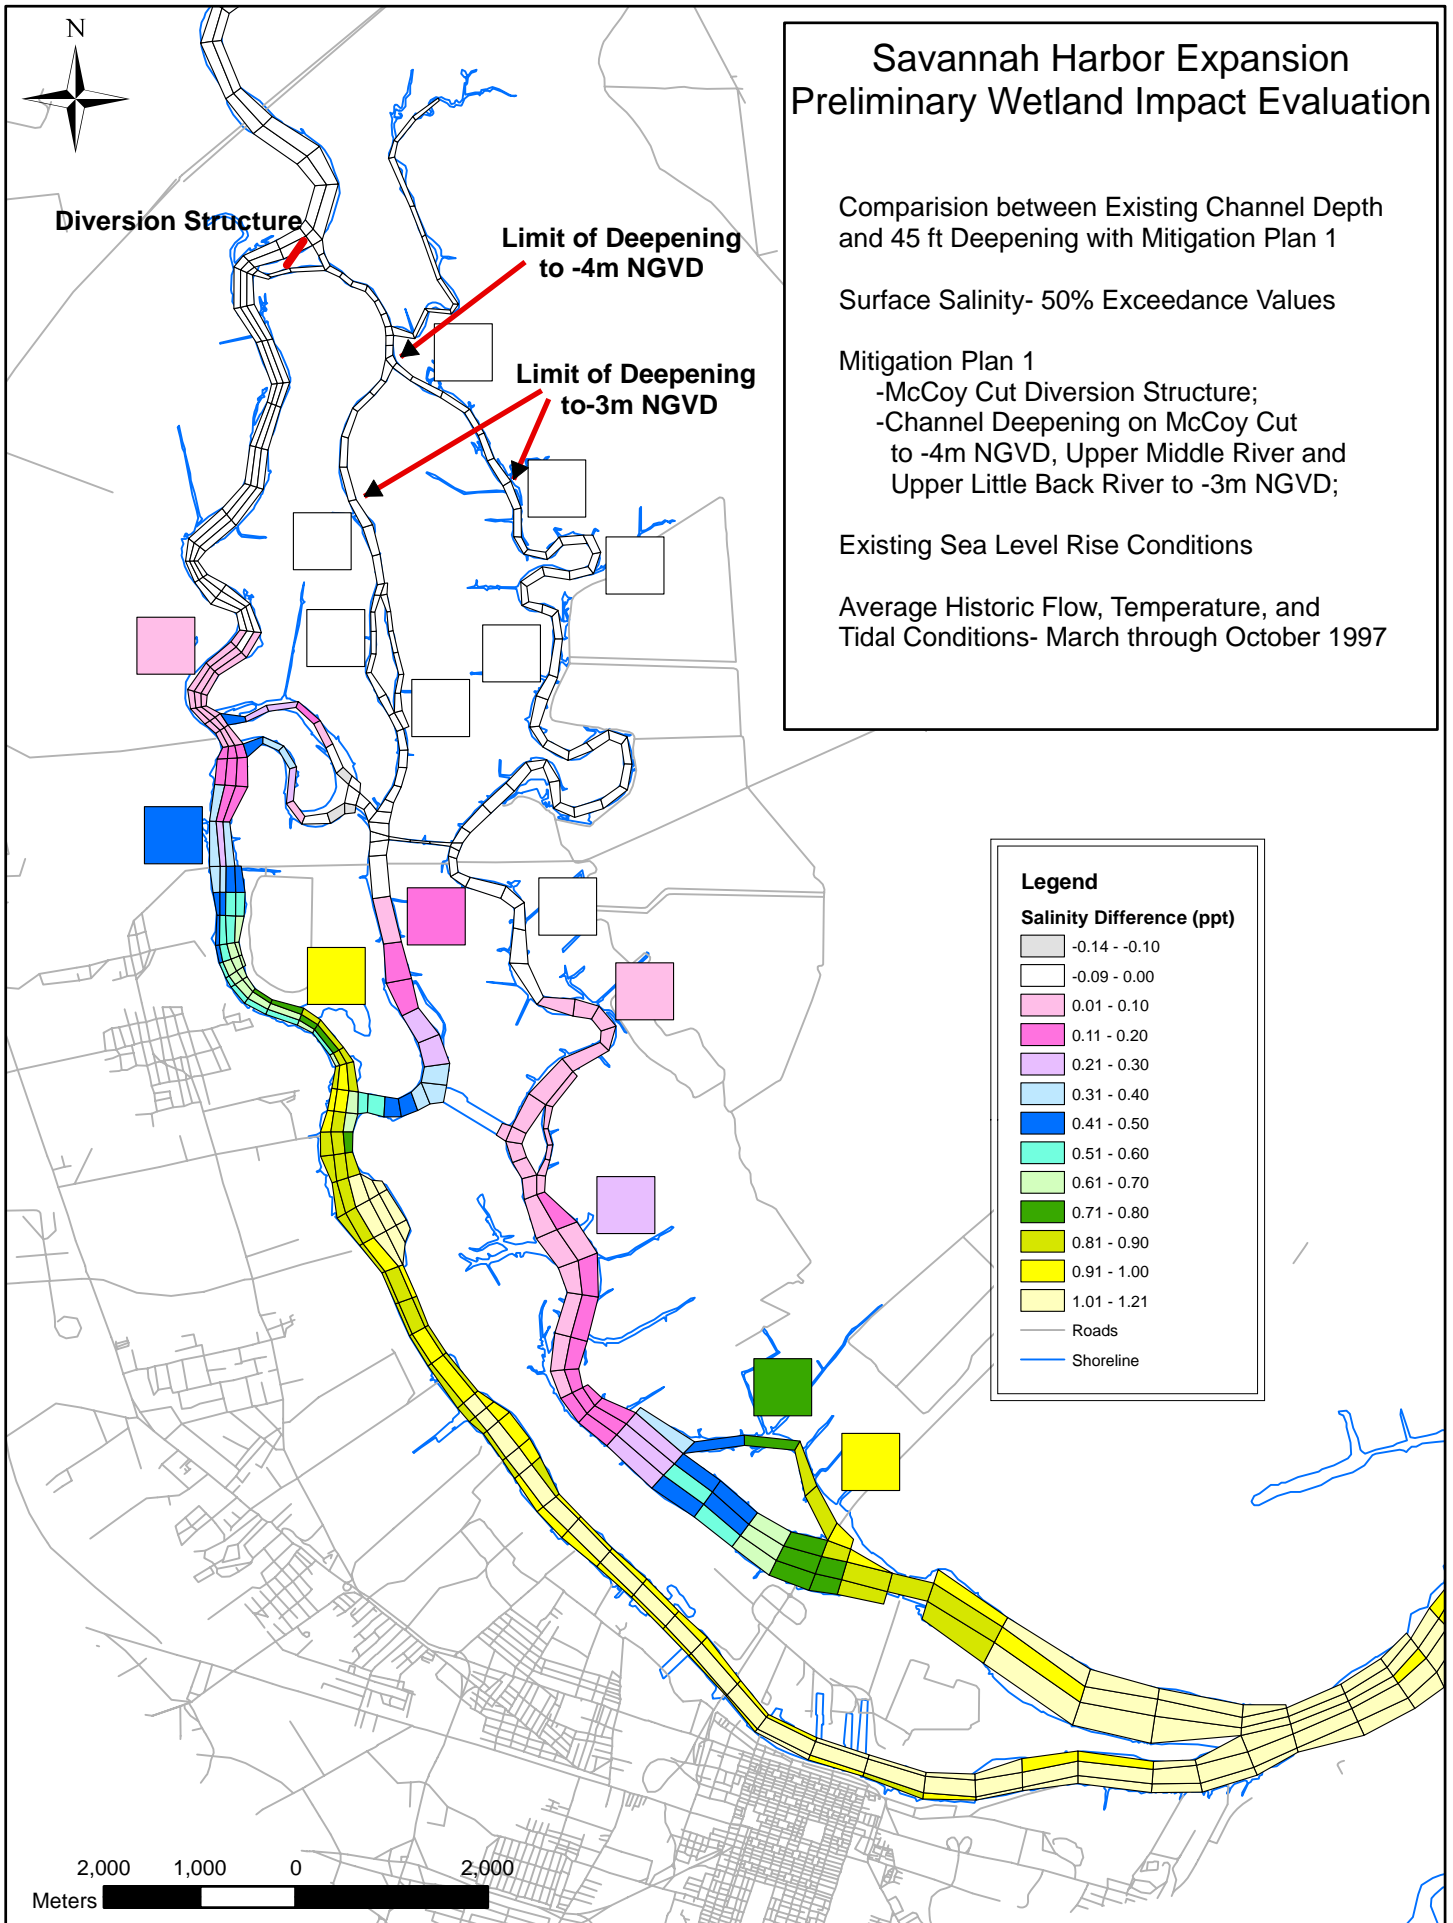 N
Savannah Harbor Expansion
Preliminary Wetland Impact Evaluation
Comparision between Existing Channel Depth
and 45 ft Deepening with Mitigation Plan 1
Surface Salinity- 50% Exceedance Values
Mitigation Plan 1
-McCoy Cut Diversion Structure;
-Channel Deepening on McCoy Cut
to -4m NGVD, Upper Middle River and
Upper Little Back River to -3m NGVD;
Existing Sea Level Rise Conditions
Average Historic Flow, Temperature, and
Tidal Conditions- March through October 1997
Diversion Structure
Limit of Deepening
to -4m NGVD
Limit of Deepening
to-3m NGVD
Legend
Salinity Difference (ppt)
-0.14 - -0.10
-0.09 - 0.00
0.01 - 0.10
0.11 - 0.20
0.21 - 0.30
0.31 - 0.40
0.41 - 0.50
0.51 - 0.60
0.61 - 0.70
0.71 - 0.80
0.81 - 0.90
0.91 - 1.00
1.01 - 1.21
Roads
Shoreline
2,000 1,000 0 2,000
Meters